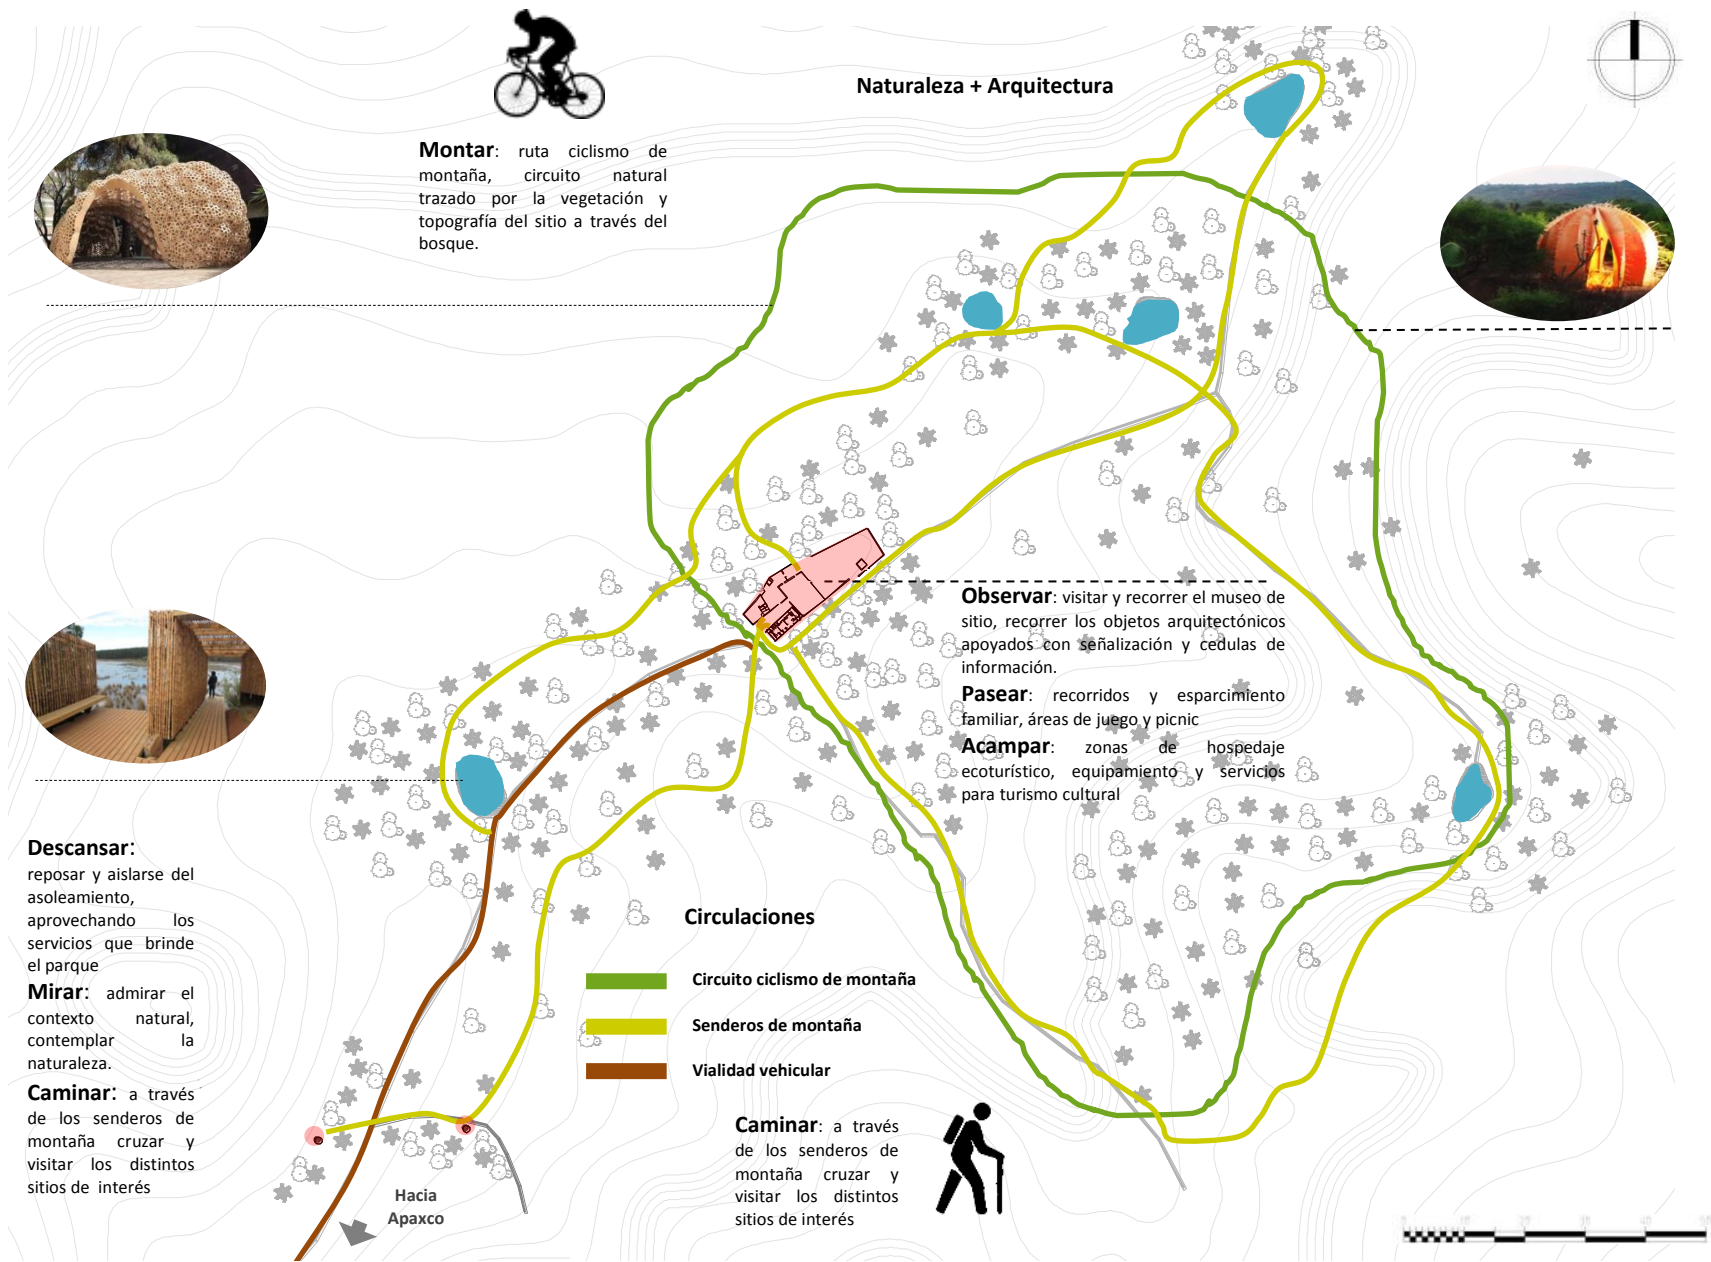 Naturaleza + Arquitectura
Montar: ruta ciclismo de
montaña, circuito natural
trazado por la vegetación y
topografía del sitio a través del
bosque.
Observar: visitar y recorrer el museo de
sitio, recorrer los objetos arquitectónicos
apoyados con señalización y cedulas de
información.
Pasear: recorridos y esparcimiento
familiar, áreas de juego y picnic
Acampar: zonas de hospedaje
ecoturístico, equipamiento y servicios
para turismo cultural
Descansar:
reposar y aislarse del
asoleamiento,
aprovechando los
servicios que brinde
el parque
Mirar: admirar el
contexto natural,
contemplar la
naturaleza.
Caminar: a través
de los senderos de
montaña cruzar y
visitar los distintos
sitios de interés
Circulaciones
Circuito ciclismo de montaña
Senderos de montaña
Vialidad vehicular
Caminar: a través
de los senderos de
montaña cruzar y
visitar los distintos
sitios de interés
Hacia
Apaxco